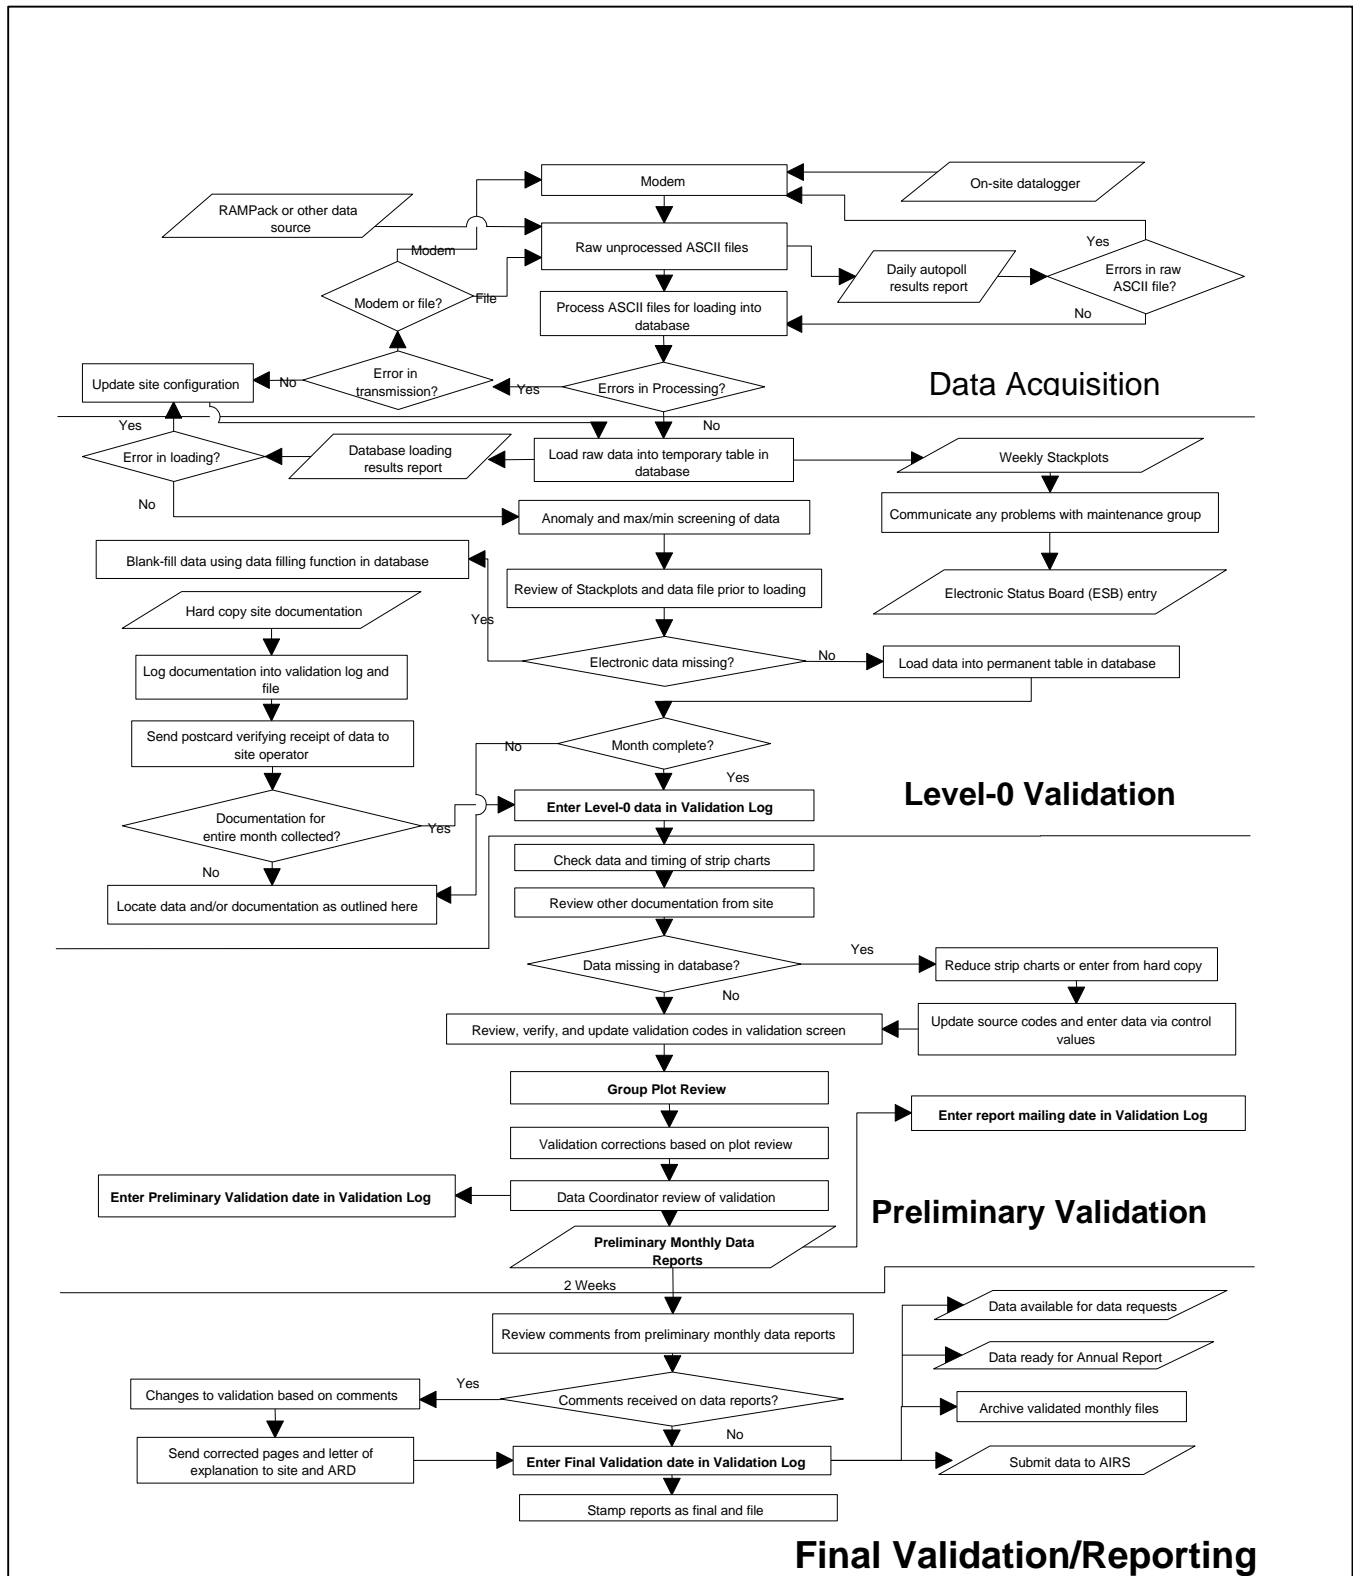 Modem
On-site datalogger
RAMPack or other data
source
Modem
Raw unprocessed ASCII files
Yes
Daily autopoll
results report
Errors in raw
ASCII file?
Modem or file?
File
Process ASCII files for loading into
database
No
Update site configuration
No
Error in
transmission?
Yes
Errors in Processing?
Data Acquisition
Yes
No
Error in loading?
Database loading
results report
Load raw data into temporary table in
database
Weekly Stackplots
No
Anomaly and max/min screening of data
Communicate any problems with maintenance group
Blank-fill data using data filling function in database
Review of Stackplots and data file prior to loading
Electronic Status Board (ESB) entry
Hard copy site documentation
Yes
Electronic data missing?
No
Load data into permanent table in database
Log documentation into validation log and
file
Send postcard verifying receipt of data to
site operator
No
Month complete?
Yes
Level-0 Validation
Enter Level-0 data in Validation Log
Documentation for
entire month collected?
Yes
Check data and timing of strip charts
No
Locate data and/or documentation as outlined here
Review other documentation from site
Yes
Data missing in database?
Reduce strip charts or enter from hard copy
No
Review, verify, and update validation codes in validation screen
Update source codes and enter data via control
values
Group Plot Review
Enter report mailing date in Validation Log
Validation corrections based on plot review
Enter Preliminary Validation date in Validation Log
Data Coordinator review of validation
Preliminary Validation
Preliminary Monthly Data
Reports
2 Weeks
Data available for data requests
Review comments from preliminary monthly data reports
Data ready for Annual Report
Yes
Changes to validation based on comments
Comments received on data reports?
Archive validated monthly files
No
Send corrected pages and letter of
explanation to site and ARD
Enter Final Validation date in Validation Log
Submit data to AIRS
Stamp reports as final and file
Final Validation/Reporting